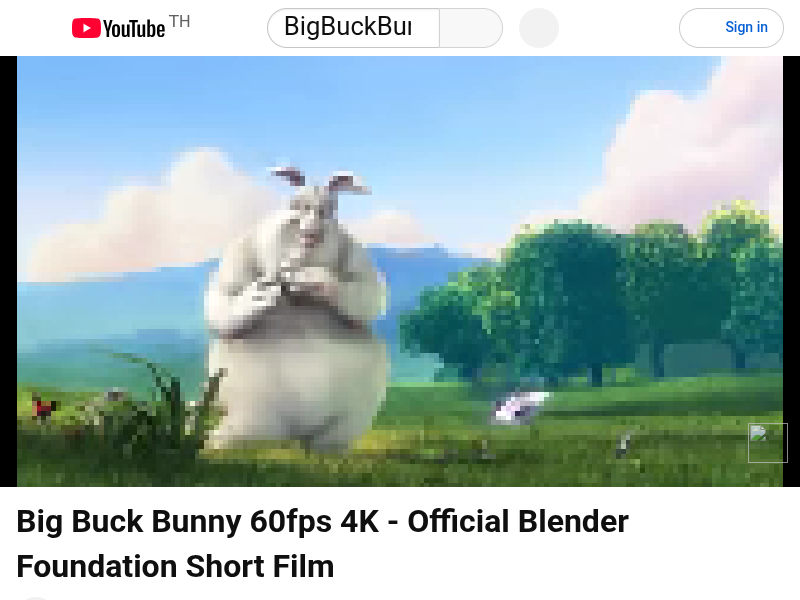 YouTube TH
BigBuckBu
Sign in
Big Buck Bunny 60fps 4K - Official Blender
Foundation Short Film